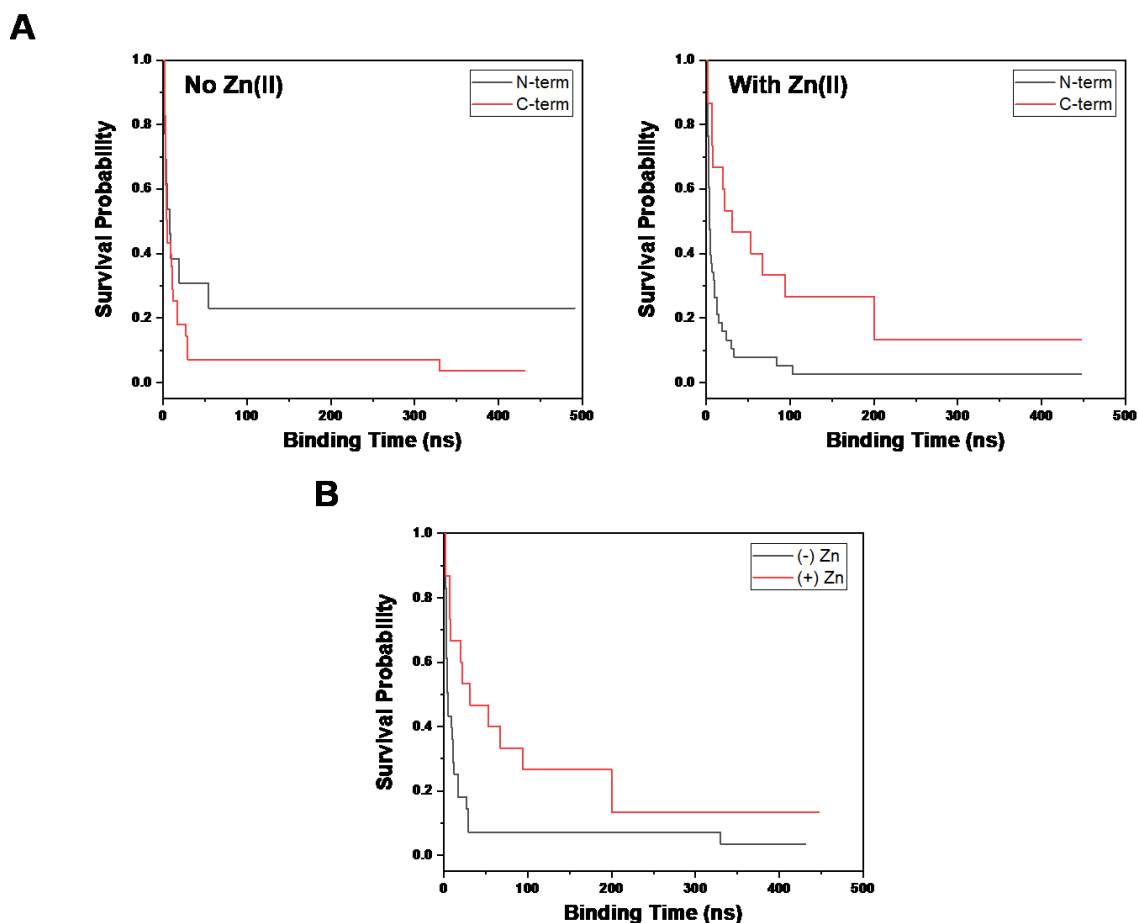 A
No Zn(II)
N-term
C-term
Survival Probability
1.0
0.8
0.6
0.4
0.2
0.0
0 100 200 300 400 500
Binding Time (ns)
With Zn(II)
N-term
C-term
Survival Probability
1.0
0.8
0.6
0.4
0.2
0.0
0 100 200 300 400 500
Binding Time (ns)
B
(-) Zn
(+) Zn
Survival Probability
1.0
0.8
0.6
0.4
0.2
0.0
0 100 200 300 400 500
Binding Time (ns)